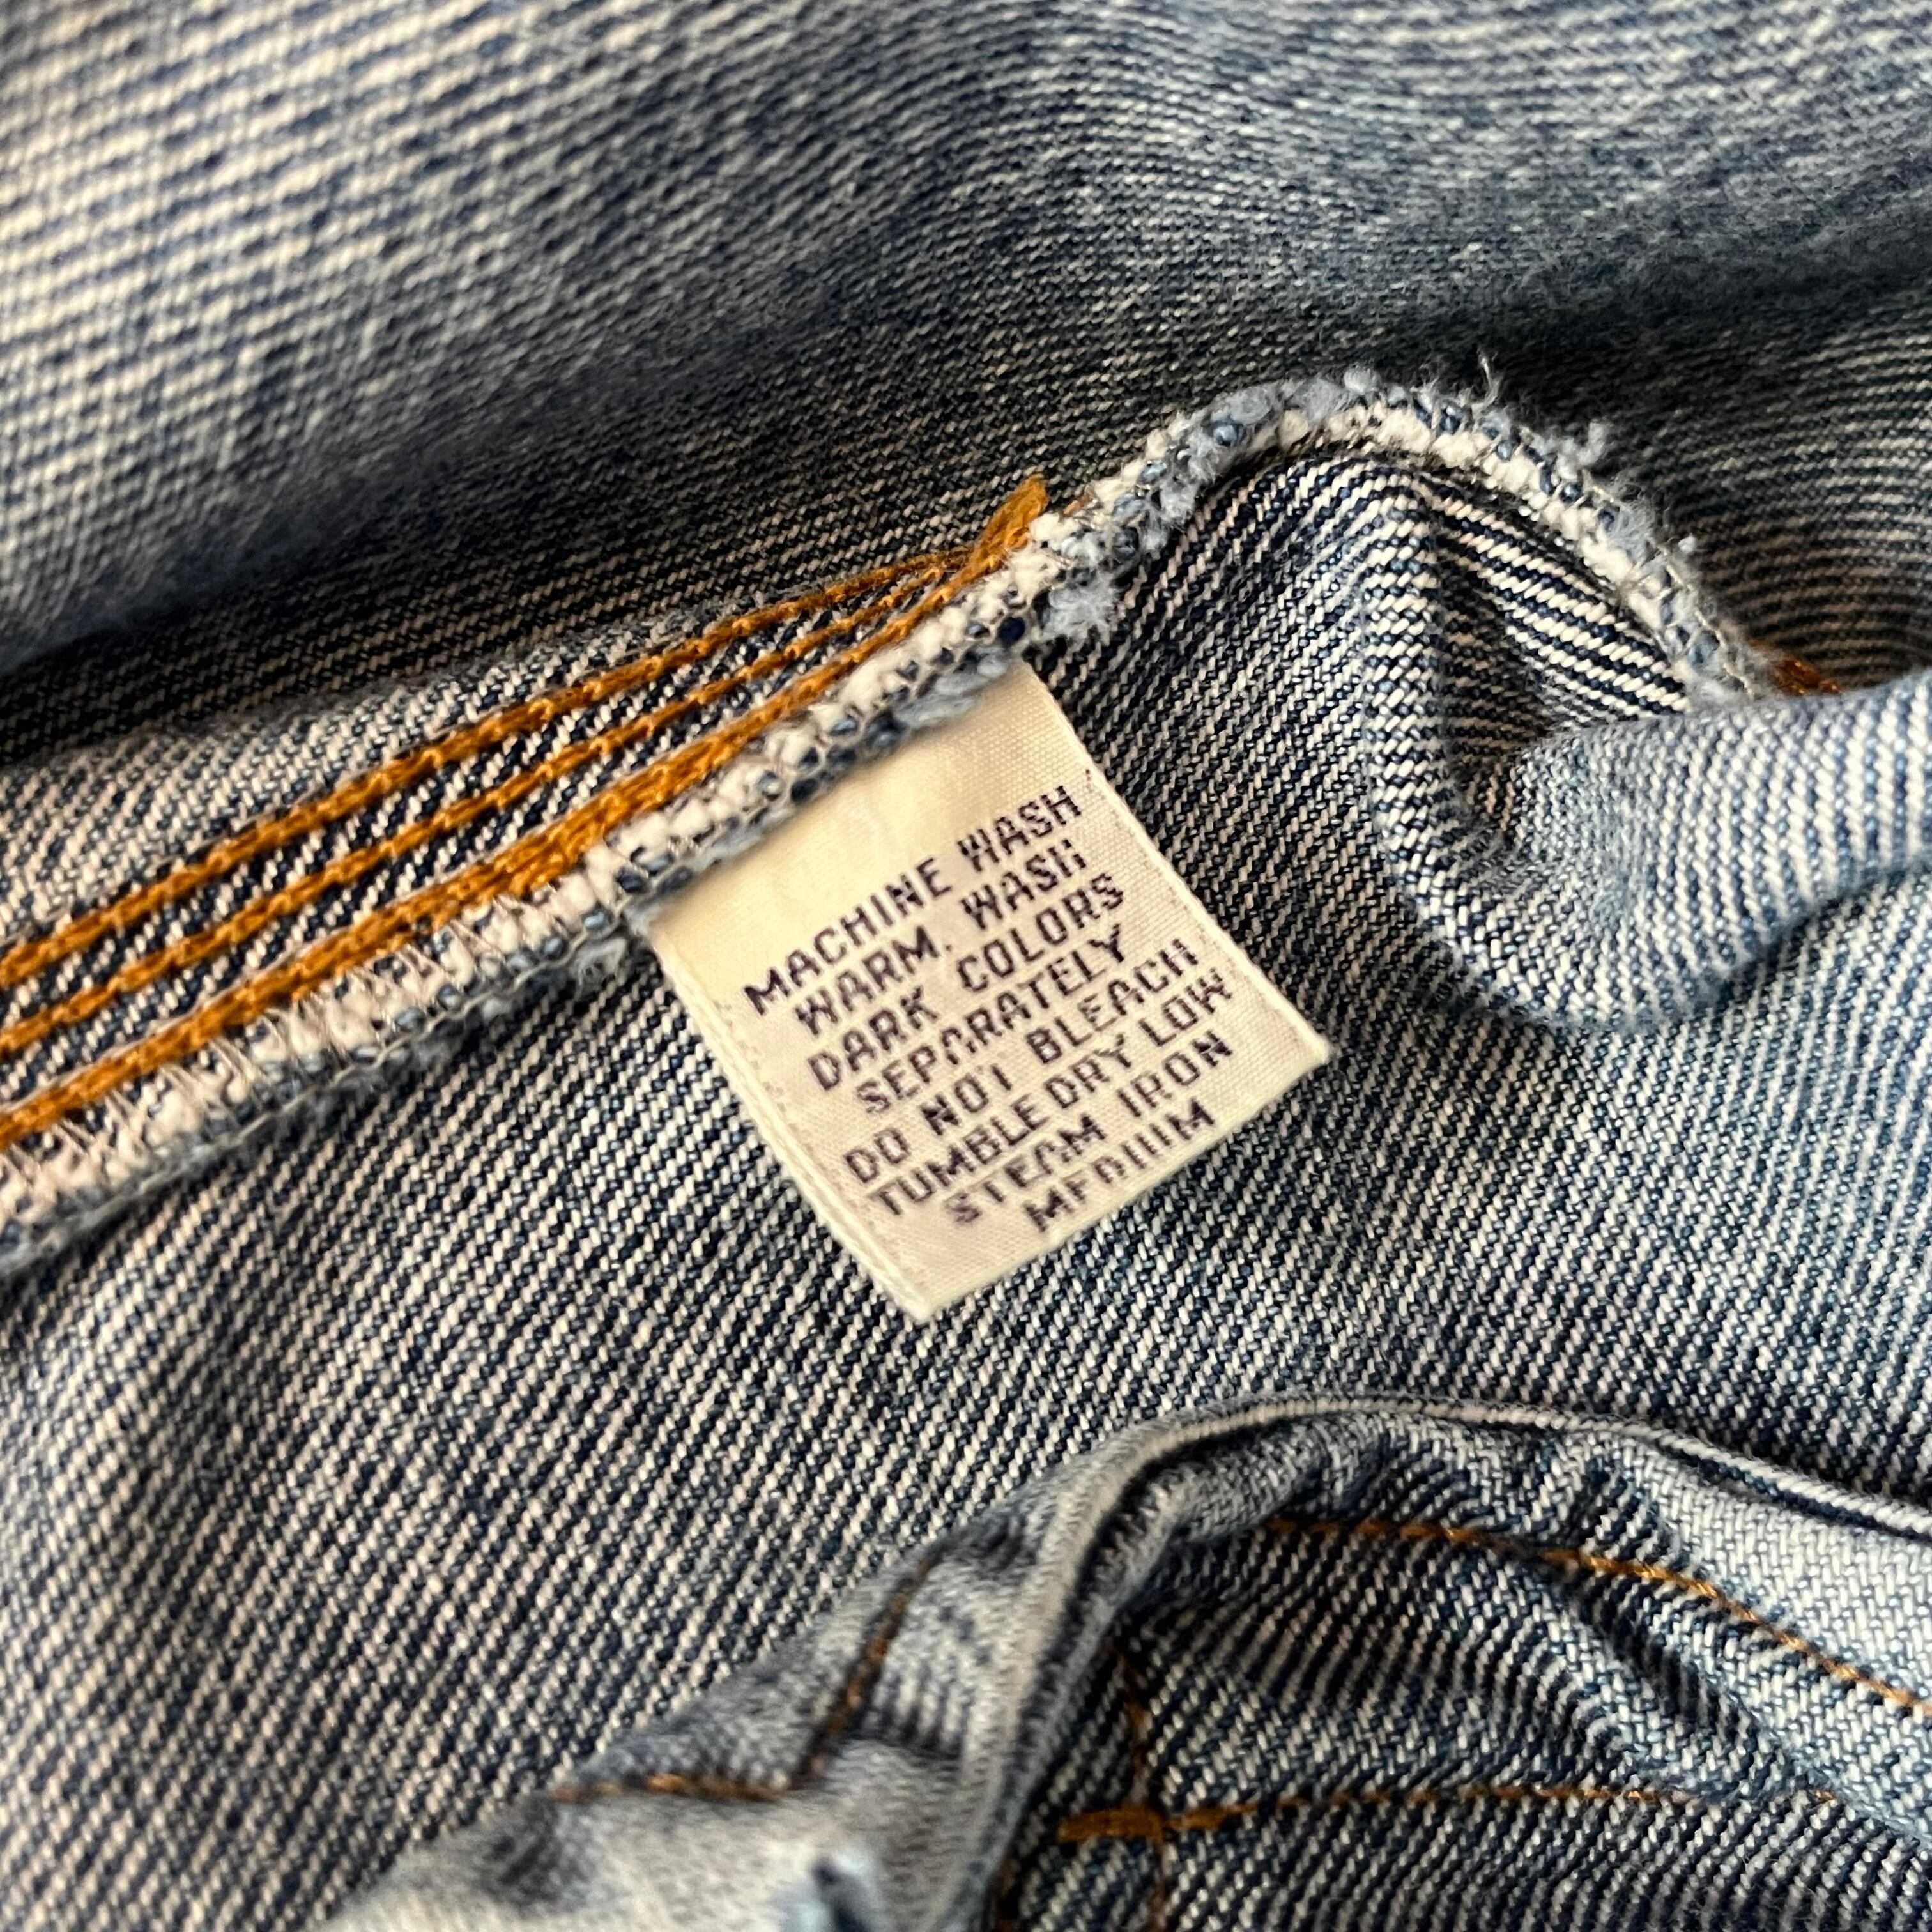 MACHINE WASH
WARM. WASH
DARK COLORS
SEPARATELY
DO NOT BLEACH
TUMBLE DRY LOW
STEAM IRON
MEDIUM